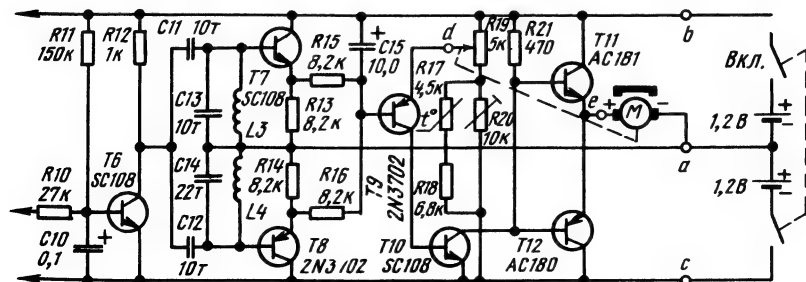 R11
150к
R12
1к
C11
10т
R15
8,2к
C15
10,0
d
R19
5к
R21
470
T11
AC181
b
Вкл.
T7
SC108
R17
4,5к
C13
10т
R13
8,2к
e
M
+
-
1,2 В
L3
t°
R20
10к
a
C14
22т
R14
8,2к
R16
8,2к
T9
2N3702
R10
27к
T6
SC108
L4
R18
6,8к
1,2 В
C10
0,1
C12
10т
T8
2N3702
T10
SC108
T12
AC180
c